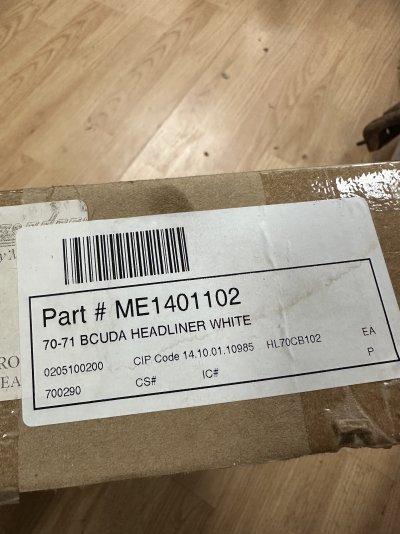 Part # ME1401102
70-71 BCUDA HEADLINER WHITE
0205100200 CIP Code 14.10.01.10985 HL70CB102 EA
700290 CS# IC# P